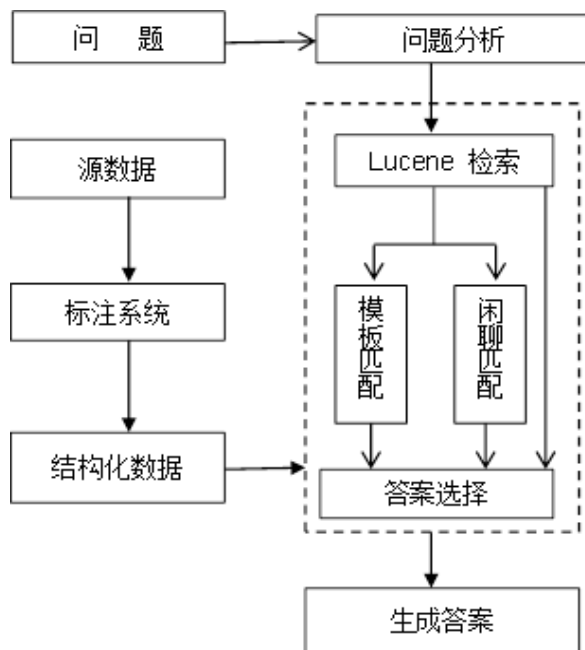 问 题
问题分析
源数据
Lucene 检索
标注系统
模板匹配
闲聊匹配
结构化数据
答案选择
生成答案